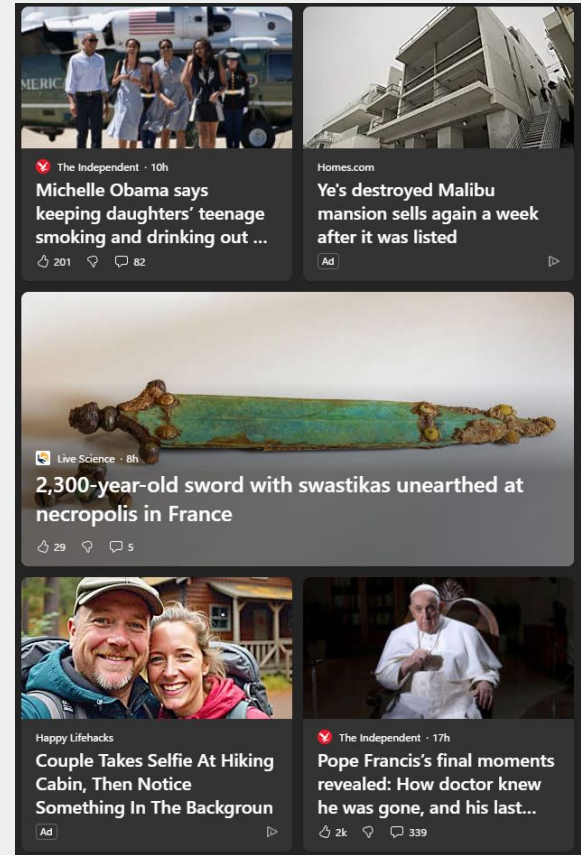 AMERIC
The Independent · 10h
Michelle Obama says
keeping daughters' teenage
smoking and drinking out ...
201 82
Homes.com
Ye's destroyed Malibu
mansion sells again a week
after it was listed
Ad
Live Science · 8h
2,300-year-old sword with swastikas unearthed at
necropolis in France
29 5
Happy Lifehacks
Couple Takes Selfie At Hiking
Cabin, Then Notice
Something In The Backgroun
Ad
The Independent · 17h
Pope Francis's final moments
revealed: How doctor knew
he was gone, and his last...
2k 339